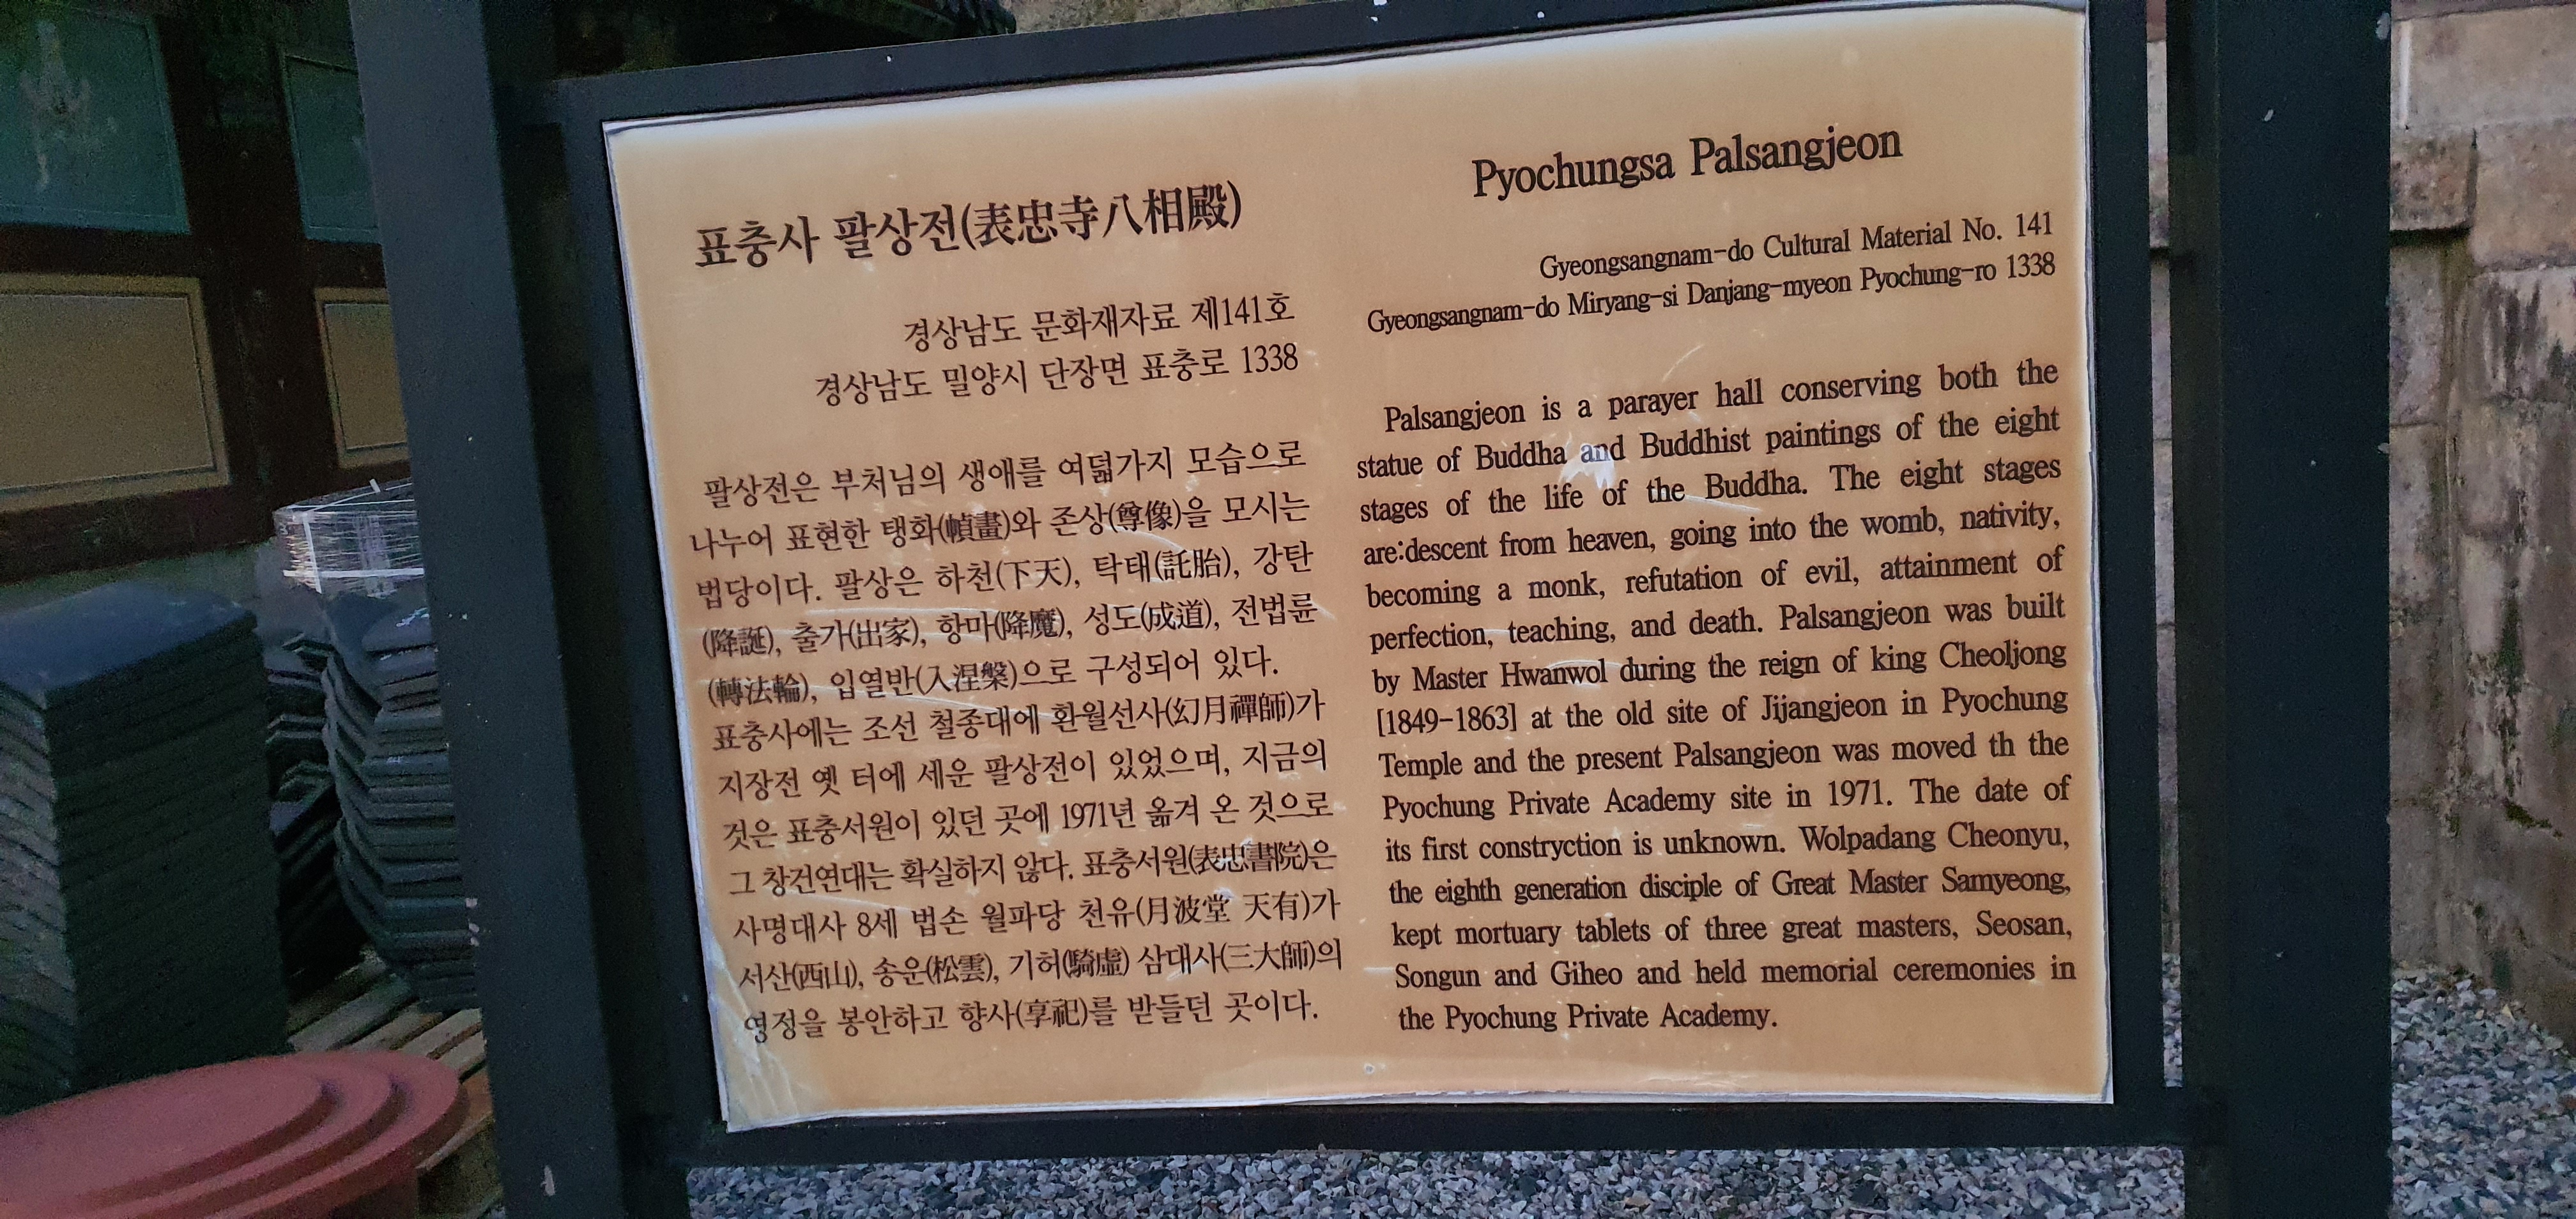 표충사 팔상전(表忠寺八相殿)
경상남도 문화재자료 제141호
경상남도 밀양시 단장면 표충로 1338
팔상전은 부처님의 생애를 여덟가지 모습으로
나누어 표현한 탱화(幀畫)와 존상(尊像)을 모시는
법당이다. 팔상은 하천(下天), 탁태(託胎), 강탄
(降誕), 출가(出家), 항마(降魔), 성도(成道), 전법륜
(轉法輪), 입열반(入涅槃)으로 구성되어 있다.
표충사에는 조선 철종대에 환월선사(幻月禪師)가
지장전 옛 터에 세운 팔상전이 있었으며, 지금의
것은 표충서원이 있던 곳에 1971년 옮겨 온 것으로
그 창건연대는 확실하지 않다. 표충서원(表忠書院)은
사명대사 8세 법손 월파당 천유(月波堂 天有)가
서산(西山), 송운(松雲), 기허(騎虛) 삼대사(三大師)의
영정을 봉안하고 향사(享祀)를 받들던 곳이다.
Pyochungsa Palsangjeon
Gyeongsangnam-do Cultural Material No. 141
Gyeongsangnam-do Miryang-si Danjang-myeon Pyochung-ro 1338
Palsangjeon is a parayer hall conserving both the
statue of Buddha and Buddhist paintings of the eight
stages of the life of the Buddha. The eight stages
are:descent from heaven, going into the womb, nativity,
becoming a monk, refutation of evil, attainment of
perfection, teaching, and death. Palsangjeon was built
by Master Hwanwol during the reign of king Cheoljong
[1849-1863] at the old site of Jijangjeon in Pyochung
Temple and the present Palsangjeon was moved th the
Pyochung Private Academy site in 1971. The date of
its first constryction is unknown. Wolpadang Cheonyu,
the eighth generation disciple of Great Master Samyeong,
kept mortuary tablets of three great masters, Seosan,
Songun and Giheo and held memorial ceremonies in
the Pyochung Private Academy.